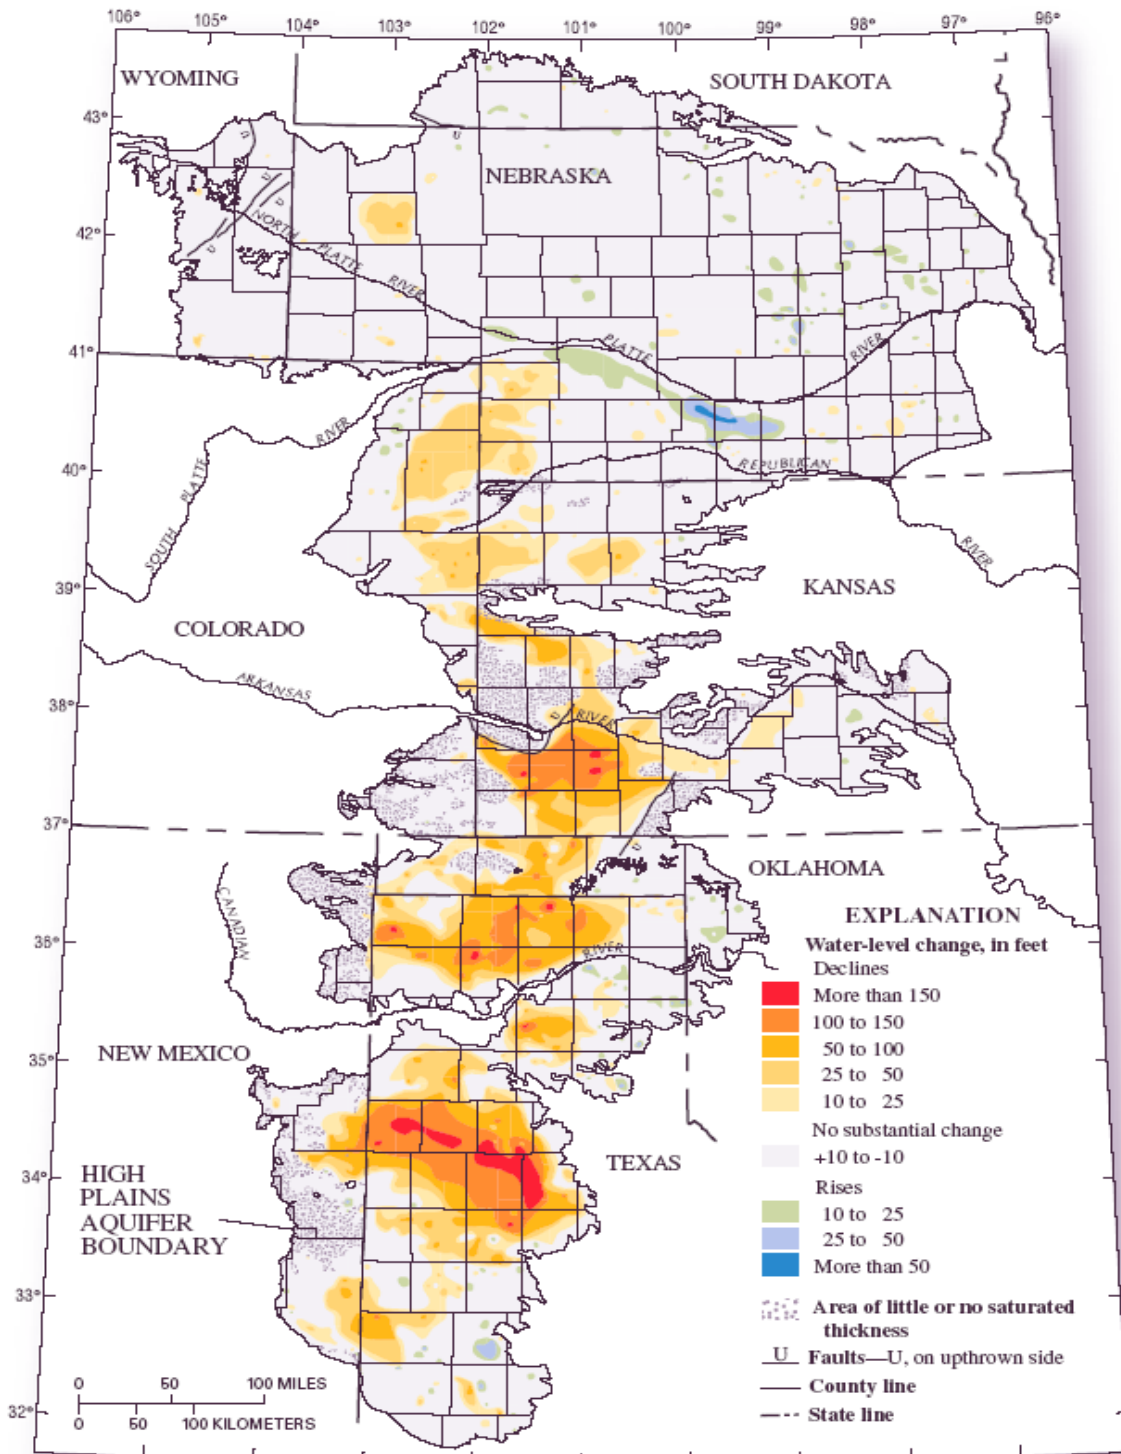 106° 105° 104° 103° 102° 101° 100° 99° 98° 97° 96°
WYOMING
SOUTH DAKOTA
43°
U
U
NEBRASKA
U
D
NORTH PLATTE RIVER
42°
D
PLATTE RIVER
41°
RIVER
REPUBLICAN
40°
SOUTH PLATTE
RIVER
39°
KANSAS
COLORADO
ARKANSAS
RIVER
38°
D
37°
U
OKLAHOMA
CANADIAN
RIVER
36°
EXPLANATION
Water-level change, in feet
Declines
More than 150
100 to 150
50 to 100
25 to 50
10 to 25
No substantial change
+10 to -10
Rises
10 to 25
25 to 50
More than 50
Area of little or no saturated
thickness
U Faults—U, on upthrown side
County line
State line
NEW MEXICO
35°
TEXAS
34°
HIGH
PLAINS
AQUIFER
BOUNDARY
33°
0 50 100 MILES
0 50 100 KILOMETERS
32°